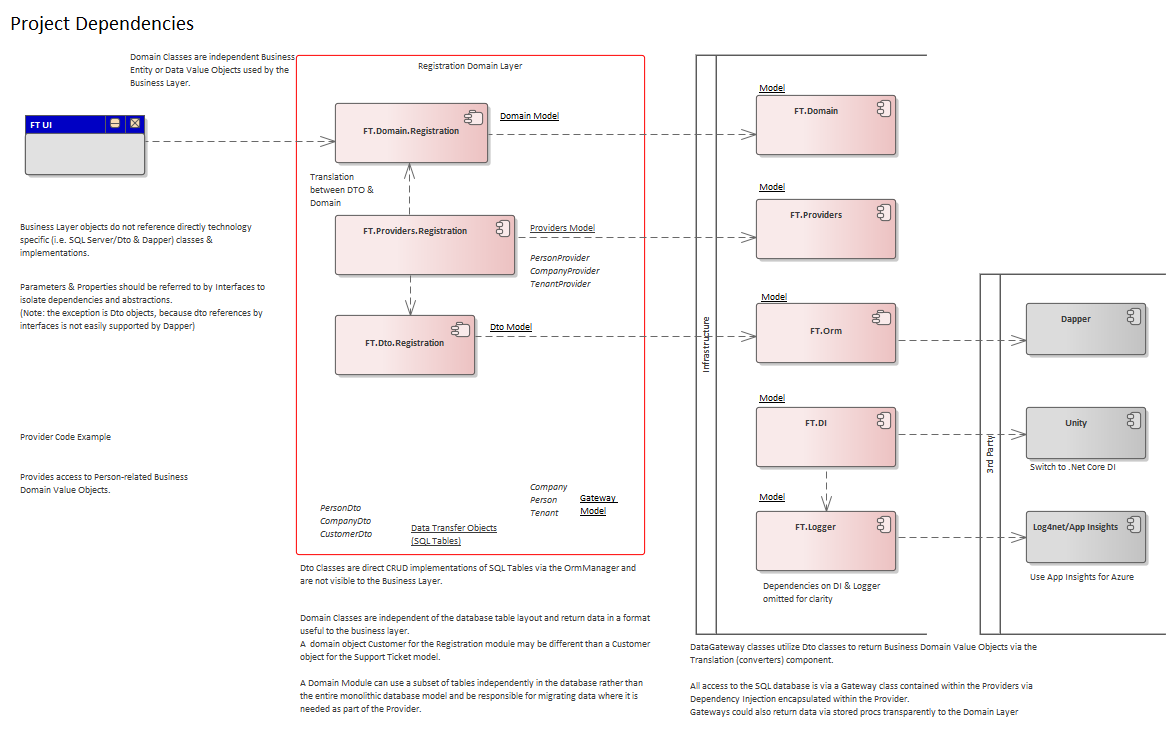 Project Dependencies
Domain Classes are independent Business
Entity or Data Value Objects used by the
Business Layer.
Registration Domain Layer
FT UI
FT.Domain.Registration
Domain Model
Model
FT.Domain
Translation
between DTO &
Domain
Model
FT.Providers
Business Layer objects do not reference directly technology
specific (i.e. SQL Server/Dto & Dapper) classes &
implementations.
FT.Providers.Registration
Providers Model
PersonProvider
CompanyProvider
TenantProvider
Parameters & Properties should be referred to by Interfaces to
isolate dependencies and abstractions.
(Note: the exception is Dto objects, because dto references by
interfaces is not easily supported by Dapper)
FT.Dto.Registration
Dto Model
Infrastructure
Model
FT.Orm
3rd Party
Dapper
Model
FT.DI
Unity
Switch to .Net Core DI
Provider Code Example
Provides access to Person-related Business
Domain Value Objects.
PersonDto
CompanyDto
CustomerDto
Data Transfer Objects
(SQL Tables)
Company
Person
Tenant
Gateway
Model
Model
FT.Logger
Log4net/App Insights
Use App Insights for Azure
Dependencies on DI & Logger
omitted for clarity
Dto Classes are direct CRUD implementations of SQL Tables via the OrmManager and
are not visible to the Business Layer.
Domain Classes are independent of the database table layout and return data in a format
useful to the business layer.
A domain object Customer for the Registration module may be different than a Customer
object for the Support Ticket model.
A Domain Module can use a subset of tables independently in the database rather than
the entire monolithic database model and be responsible for migrating data where it is
needed as part of the Provider.
DataGateway classes utilize Dto classes to return Business Domain Value Objects via the
Translation (converters) component.
All access to the SQL database is via a Gateway class contained within the Providers via
Dependency Injection encapsulated within the Provider.
Gateways could also return data via stored procs transparently to the Domain Layer